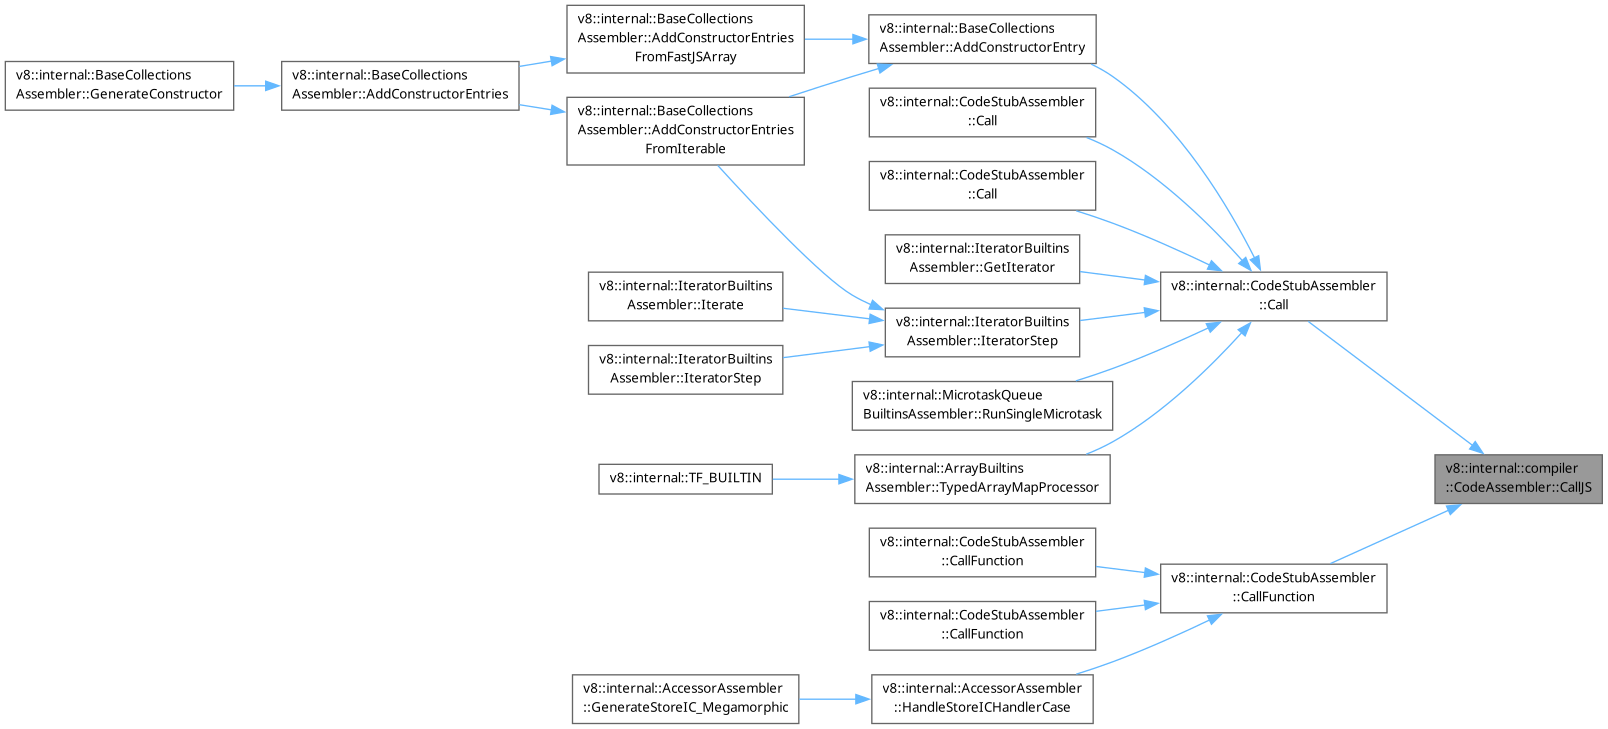 v8::internal::BaseCollections
Assembler::GenerateConstructor
v8::internal::BaseCollections
Assembler::AddConstructorEntries
v8::internal::BaseCollections
Assembler::AddConstructorEntries
FromFastJSArray
v8::internal::BaseCollections
Assembler::AddConstructorEntries
FromIterable
v8::internal::IteratorBuiltins
Assembler::Iterate
v8::internal::IteratorBuiltins
Assembler::IteratorStep
v8::internal::TF_BUILTIN
v8::internal::AccessorAssembler
::GenerateStoreIC_Megamorphic
v8::internal::BaseCollections
Assembler::AddConstructorEntry
v8::internal::CodeStubAssembler
::Call
v8::internal::CodeStubAssembler
::Call
v8::internal::IteratorBuiltins
Assembler::GetIterator
v8::internal::IteratorBuiltins
Assembler::IteratorStep
v8::internal::MicrotaskQueue
BuiltinsAssembler::RunSingleMicrotask
v8::internal::ArrayBuiltins
Assembler::TypedArrayMapProcessor
v8::internal::CodeStubAssembler
::CallFunction
v8::internal::CodeStubAssembler
::CallFunction
v8::internal::AccessorAssembler
::HandleStoreICHandlerCase
v8::internal::CodeStubAssembler
::Call
v8::internal::CodeStubAssembler
::CallFunction
v8::internal::compiler
::CodeAssembler::CallJS